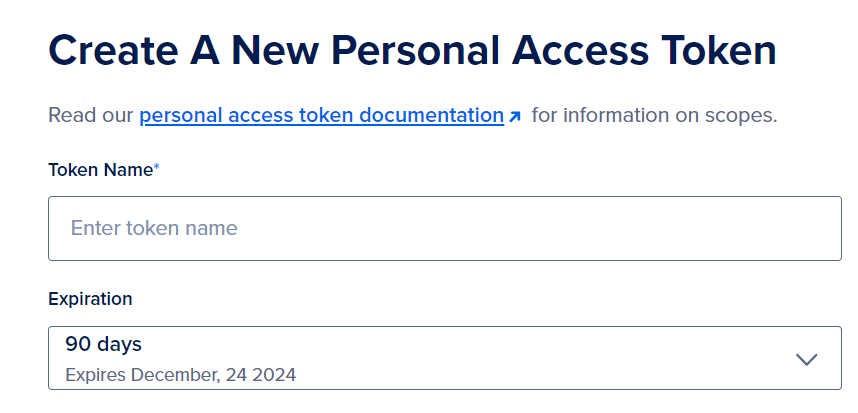 Create A New Personal Access Token
Read our personal access token documentation for information on scopes.
Token Name*
Enter token name
Expiration
90 days
Expires December, 24 2024